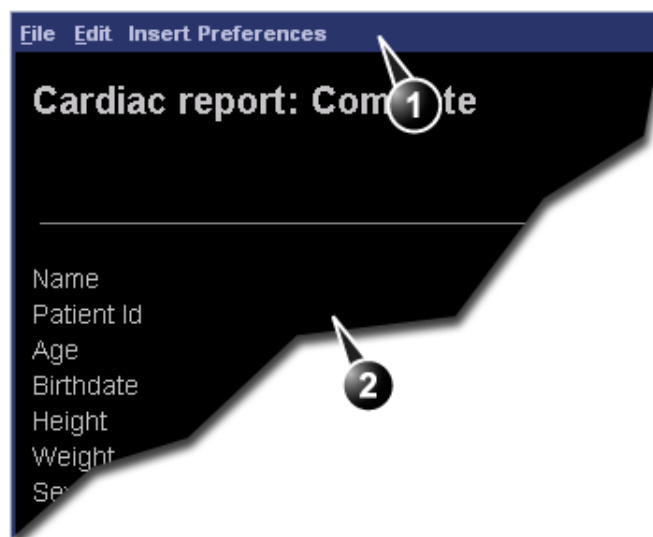 File Edit Insert Preferences
Cardiac report: Com te
1
Name
Patient Id
Age
Birthdate
2
Height
Weight